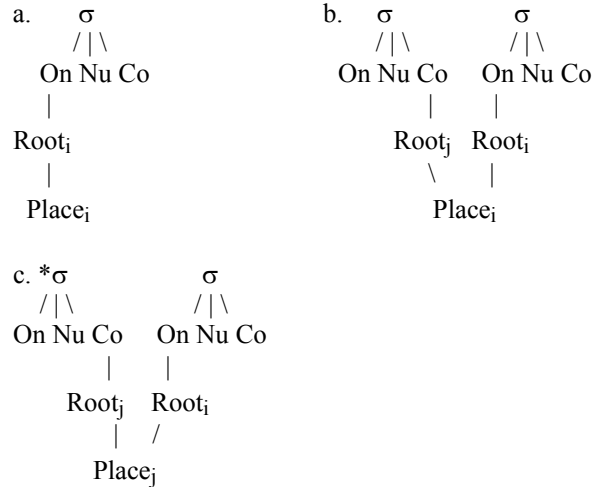 a. σ
/ | \
On Nu Co
|
Rootᵢ
|
Placeᵢ
b. σ σ
/ | \ / | \
On Nu Co On Nu Co
| |
Rootⱼ Rootᵢ
\ |
Placeᵢ
c. *σ σ
/ | \ / | \
On Nu Co On Nu Co
| |
Rootⱼ Rootᵢ
| /
Placeⱼ